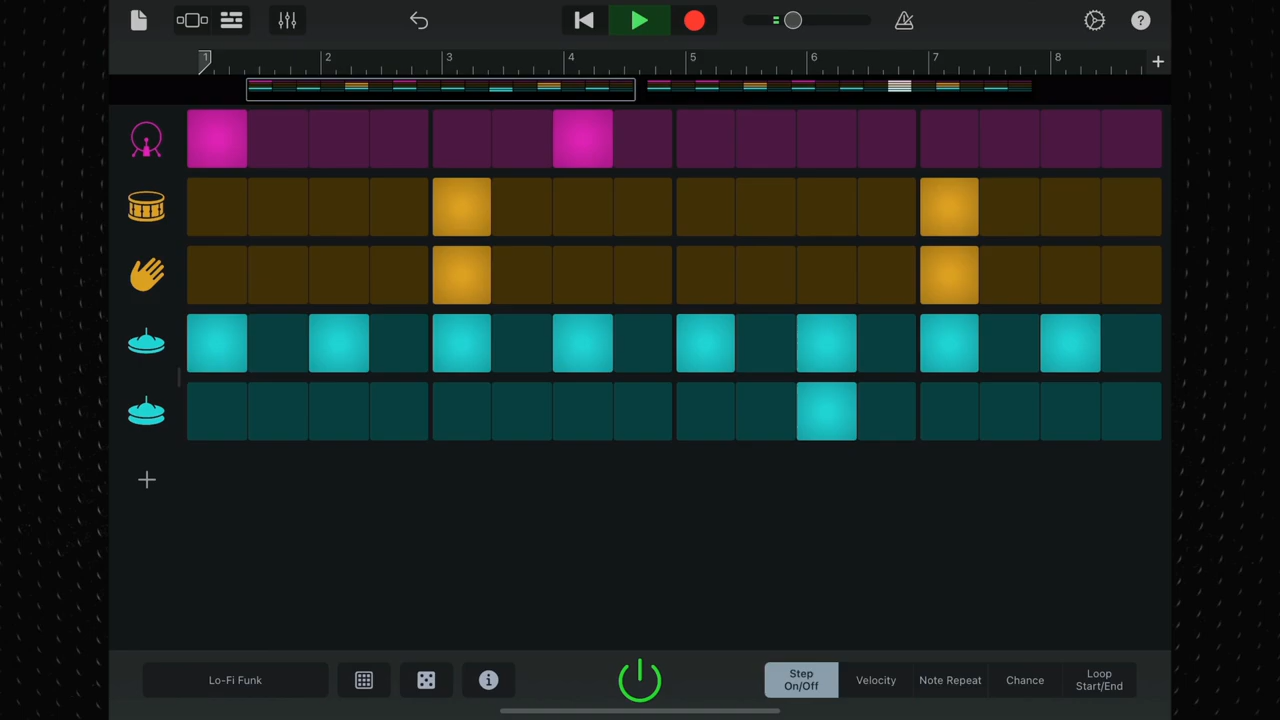 1 2 3 4 5 6 7 8 +
Lo-Fi Funk
Step
On/Off
Velocity
Note Repeat
Chance
Loop
Start/End